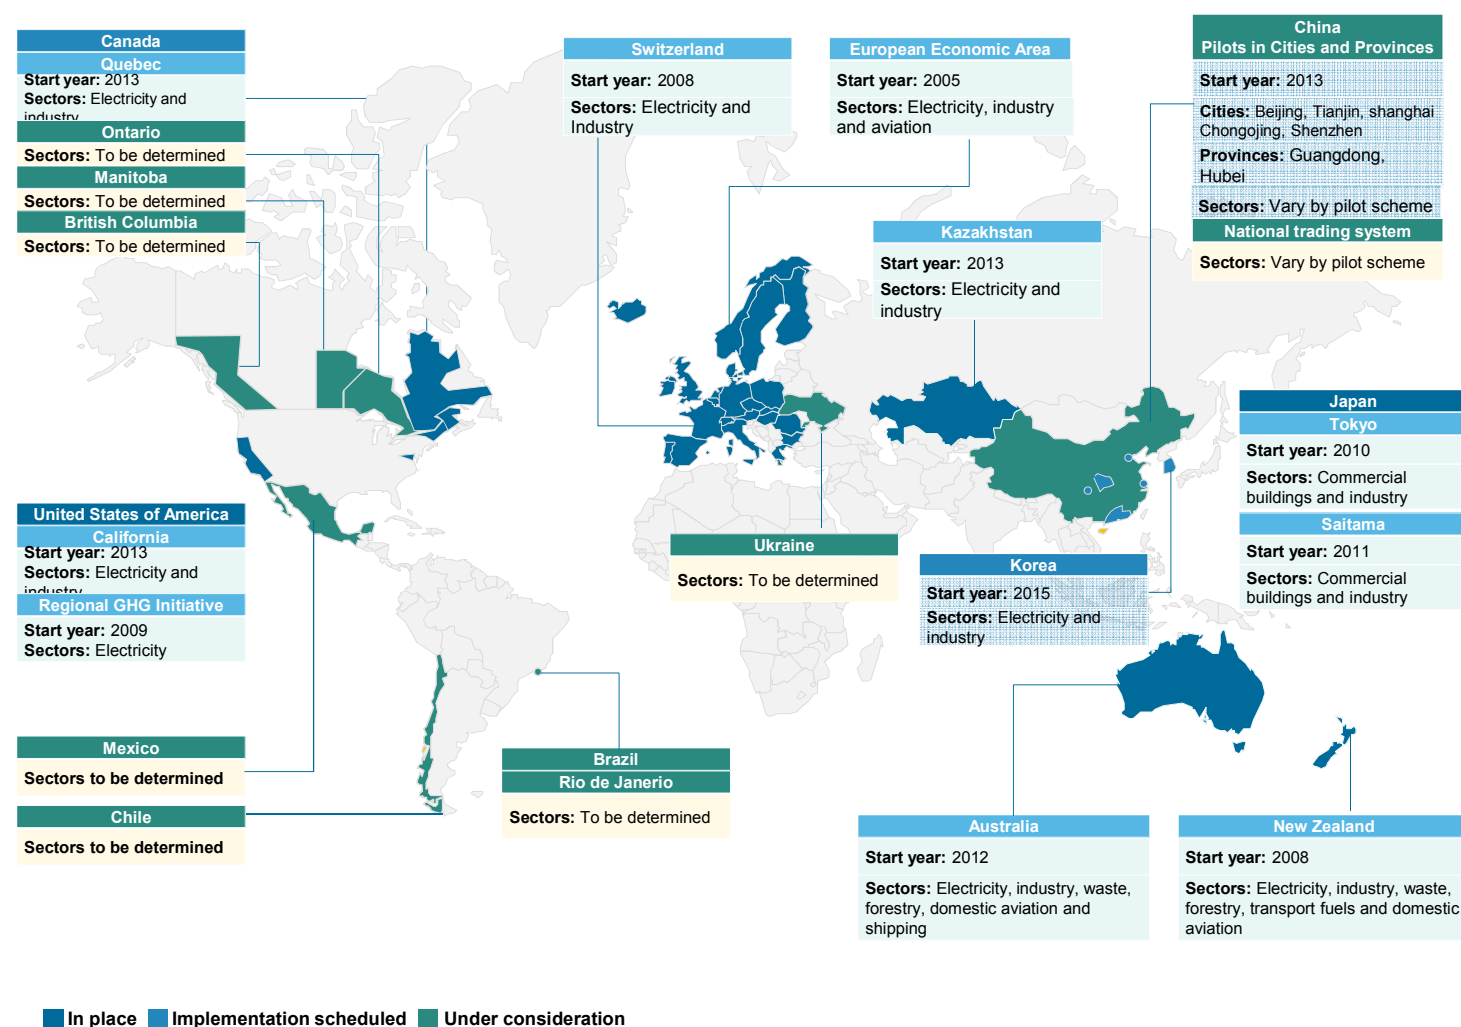 Canada
Quebec
Start year: 2013
Sectors: Electricity and
industry
Ontario
Sectors: To be determined
Manitoba
Sectors: To be determined
British Columbia
Sectors: To be determined
Switzerland
Start year: 2008
Sectors: Electricity and
Industry
European Economic Area
Start year: 2005
Sectors: Electricity, industry
and aviation
China
Pilots in Cities and Provinces
Start year: 2013
Cities: Beijing, Tianjin, shanghai
Chongojing, Shenzhen
Provinces: Guangdong,
Hubei
Sectors: Vary by pilot scheme
National trading system
Sectors: Vary by pilot scheme
Kazakhstan
Start year: 2013
Sectors: Electricity and
industry
Japan
Tokyo
Start year: 2010
Sectors: Commercial
buildings and industry
Saitama
Start year: 2011
Sectors: Commercial
buildings and industry
United States of America
California
Start year: 2013
Sectors: Electricity and
industry
Regional GHG Initiative
Start year: 2009
Sectors: Electricity
Ukraine
Sectors: To be determined
Korea
Start year: 2015
Sectors: Electricity and
industry
Mexico
Sectors to be determined
Chile
Sectors to be determined
Brazil
Rio de Janerio
Sectors: To be determined
Australia
Start year: 2012
Sectors: Electricity, industry, waste,
forestry, domestic aviation and
shipping
New Zealand
Start year: 2008
Sectors: Electricity, industry, waste,
forestry, transport fuels and domestic
aviation
In place
Implementation scheduled
Under consideration